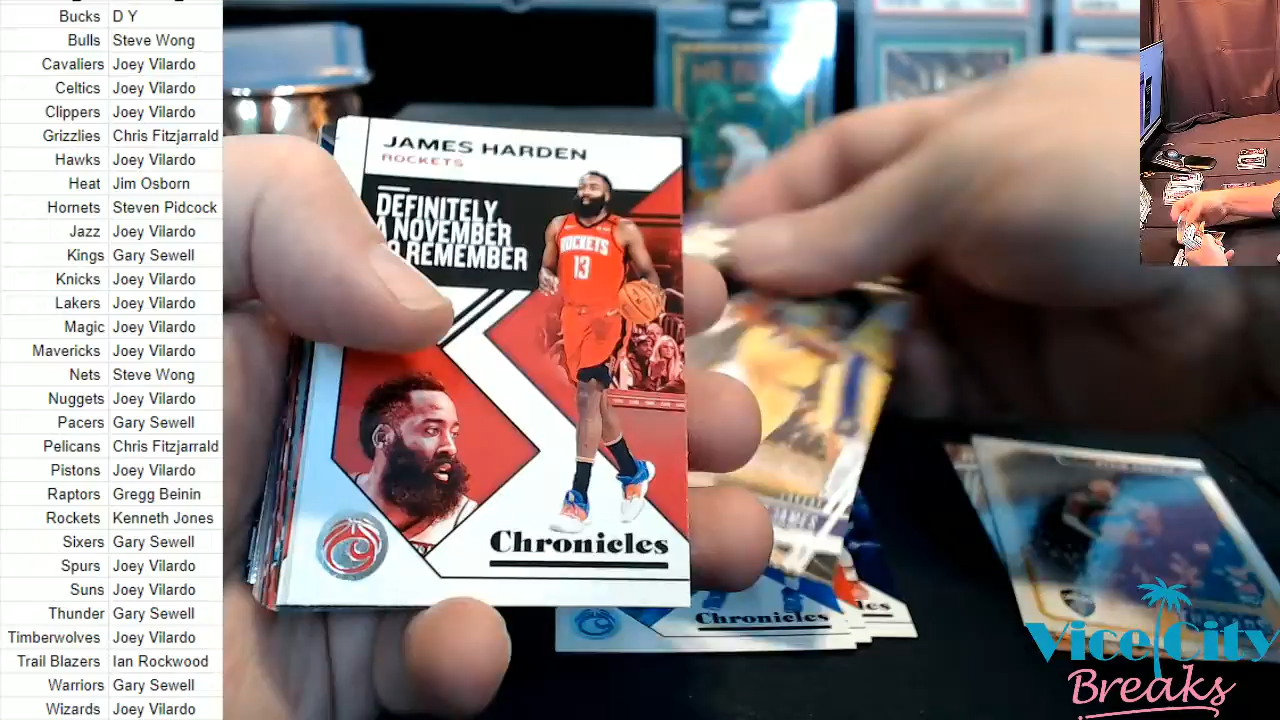 Bucks D Y
Bulls Steve Wong
Cavaliers Joey Vilardo
Celtics Joey Vilardo
Clippers Joey Vilardo
Grizzlies Chris Fitzjarrald
Hawks Joey Vilardo
Heat Jim Osborn
Hornets Steven Pidcock
Jazz Joey Vilardo
Kings Gary Sewell
Knicks Joey Vilardo
Lakers Joey Vilardo
Magic Joey Vilardo
Mavericks Joey Vilardo
Nets Steve Wong
Nuggets Joey Vilardo
Pacers Gary Sewell
Pelicans Chris Fitzjarrald
Pistons Joey Vilardo
Raptors Gregg Beinin
Rockets Kenneth Jones
Sixers Gary Sewell
Spurs Joey Vilardo
Suns Joey Vilardo
Thunder Gary Sewell
Timberwolves Joey Vilardo
Trail Blazers Ian Rockwood
Warriors Gary Sewell
Wizards Joey Vilardo
JAMES HARDEN
ROCKETS
DEFINITELY
A NOVEMBER
REMEMBER
ROCKETS
13
Chronicles
JAMES
Chronicles
Vice City
Breaks